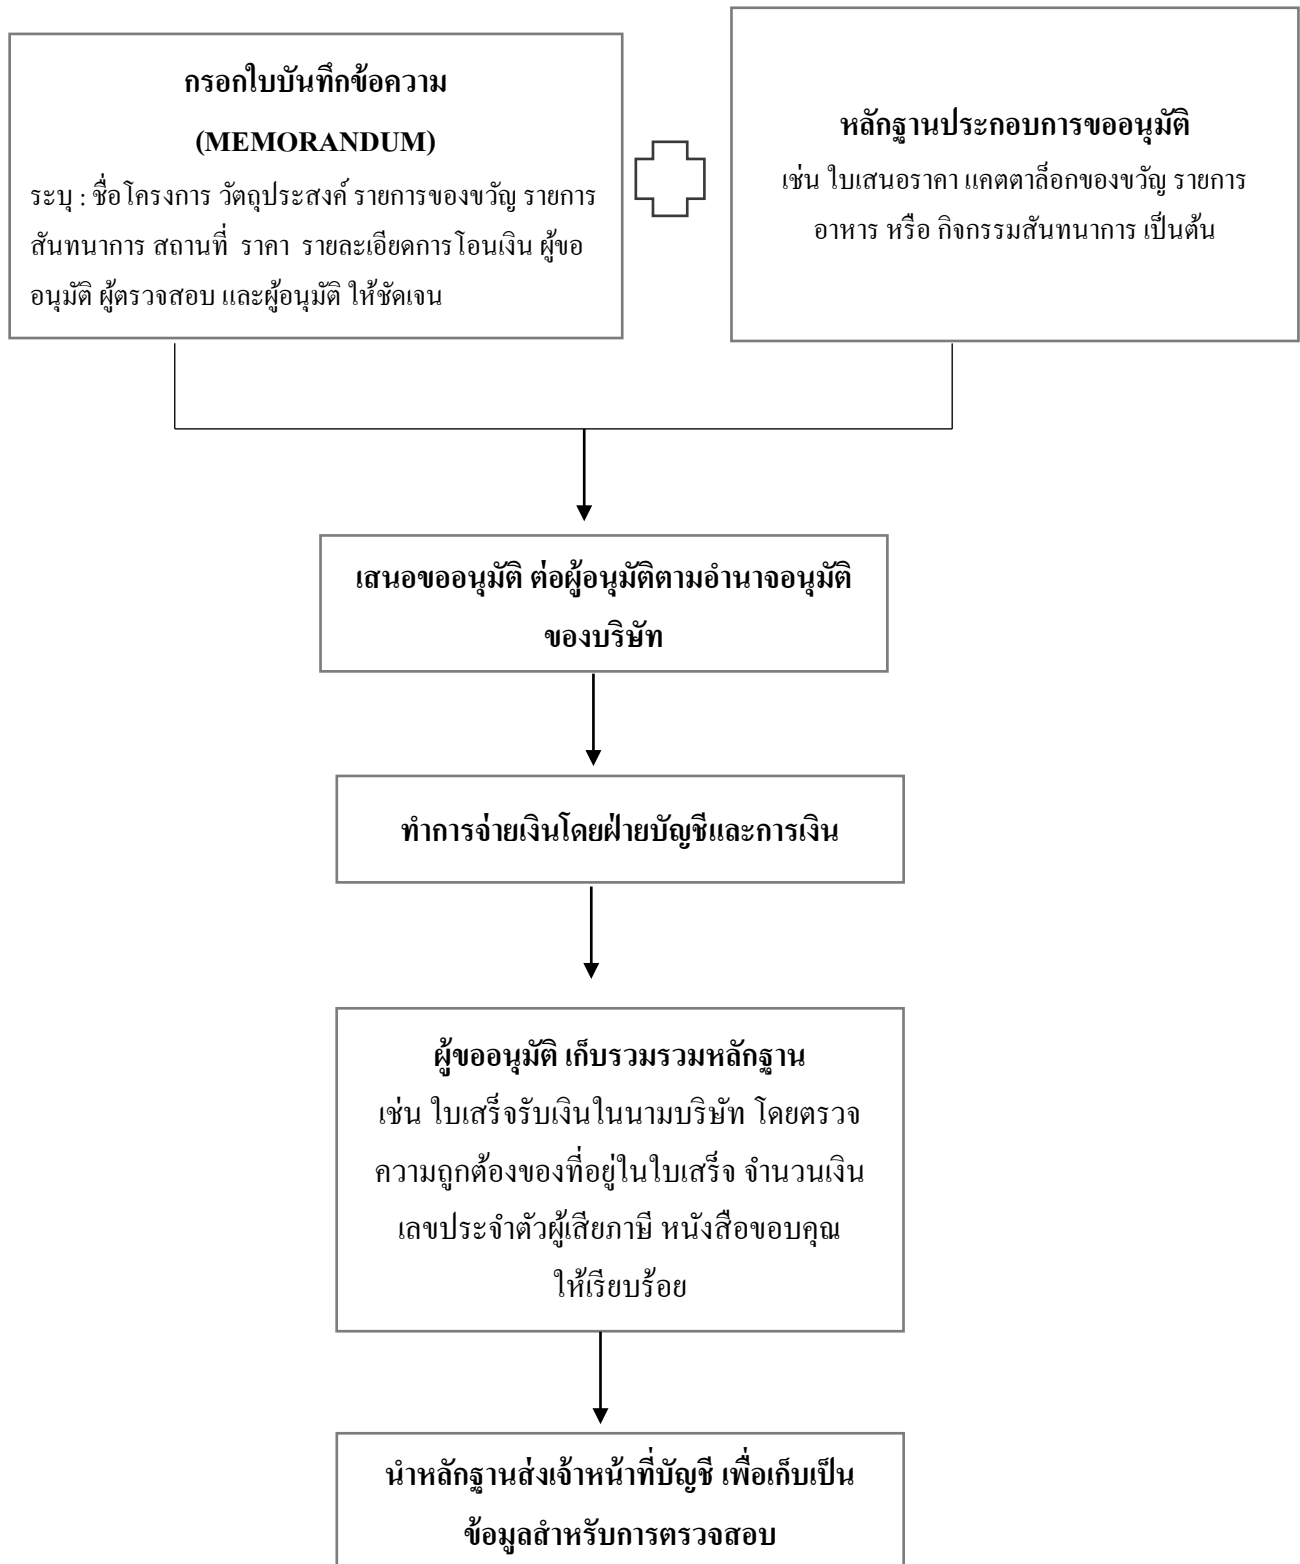 กรอกใบบันทึกข้อความ
(MEMORANDUM)
ระบุ : ชื่อโครงการ วัตถุประสงค์ รายการของขวัญ รายการ
สันทนาการ สถานที่ ราคา รายละเอียดการโอนเงิน ผู้ขอ
อนุมัติ ผู้ตรวจสอบ และผู้อนุมัติ ให้ชัดเจน
หลักฐานประกอบการขออนุมัติ
เช่น ใบเสนอราคา แคตตาล็อกของขวัญ รายการ
อาหาร หรือ กิจกรรมสันทนาการ เป็นต้น
เสนอขออนุมัติ ต่อผู้อนุมัติตามอำนาจอนุมัติ
ของบริษัท
ทำการจ่ายเงินโดยฝ่ายบัญชีและการเงิน
ผู้ขออนุมัติ เก็บรวมรวมหลักฐาน
เช่น ใบเสร็จรับเงินในนามบริษัท โดยตรวจ
ความถูกต้องของที่อยู่ในใบเสร็จ จำนวนเงิน
เลขประจำตัวผู้เสียภาษี หนังสือขอบคุณ
ให้เรียบร้อย
นำหลักฐานส่งเจ้าหน้าที่บัญชี เพื่อเก็บเป็น
ข้อมูลสำหรับการตรวจสอบ